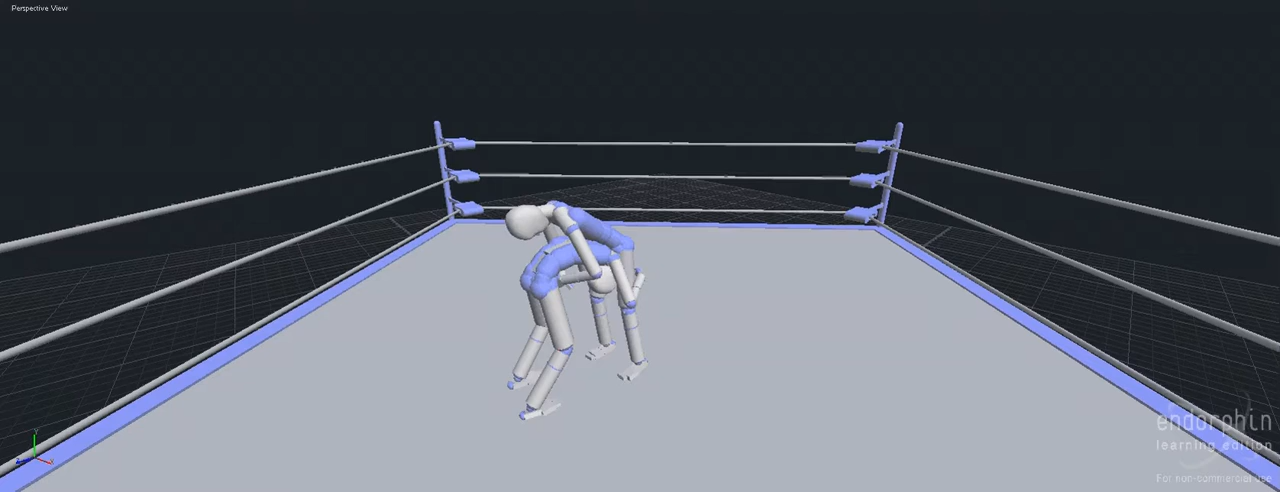 Perspective View
endorphin
learning edition
For non-commercial use